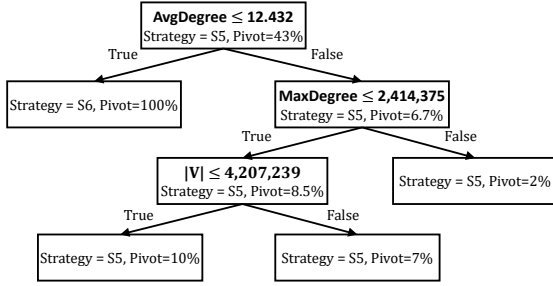 AvgDegree ≤ 12.432
Strategy = S5, Pivot=43%
True
False
Strategy = S6, Pivot=100%
MaxDegree ≤ 2,414,375
Strategy = S5, Pivot=6.7%
True
False
|V| ≤ 4,207,239
Strategy = S5, Pivot=8.5%
Strategy = S5, Pivot=2%
True
False
Strategy = S5, Pivot=10%
Strategy = S5, Pivot=7%